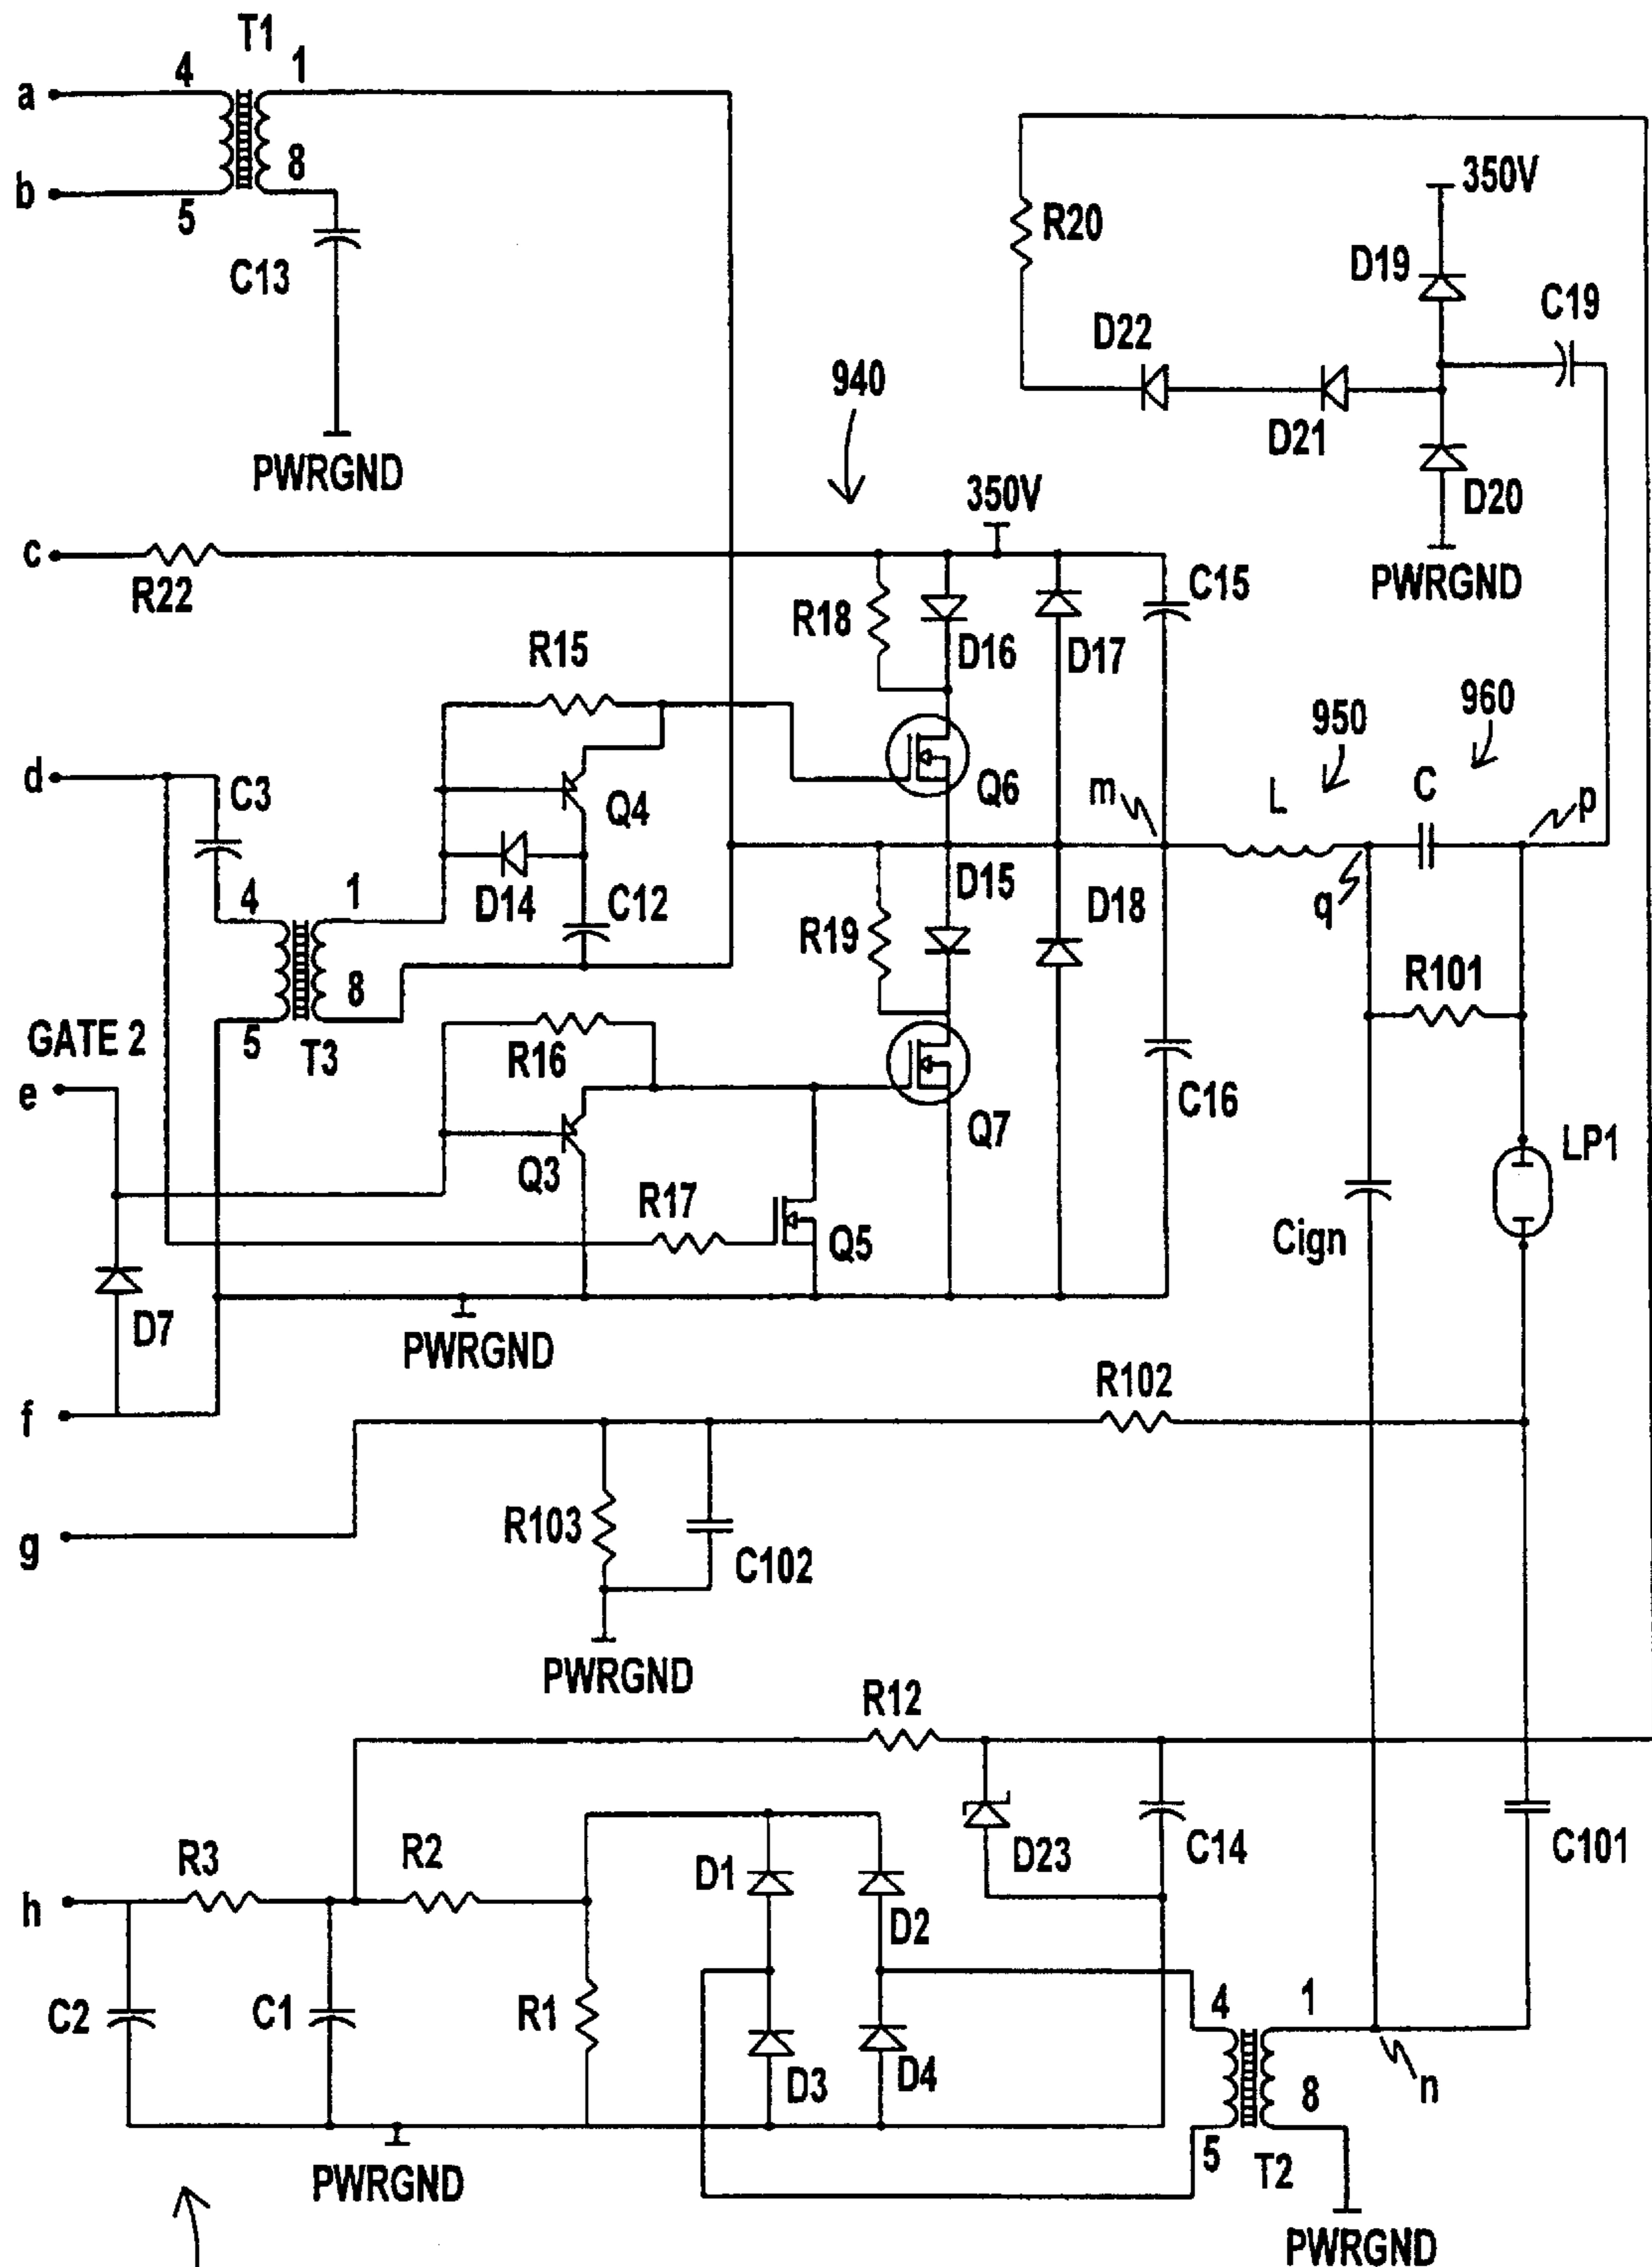 T1
4
1
a
8
b
5
C13
PWRGND
350V
R20
D19
C19
D22
D21
D20
PWRGND
940
350V
c
R22
R18
D16
D17
C15
R15
950
960
d
C3
Q4
Q6
m
L
C
p
D14
C12
D15
D18
q
R19
4
1
8
5
T3
R101
GATE 2
R16
e
Q3
Q7
C16
LP1
R17
Q5
Cign
D7
PWRGND
R102
f
R103
C102
g
PWRGND
R12
R3
R2
D1
D23
C14
C101
h
D2
C2
C1
R1
4
1
D3
D4
8
n
5
T2
PWRGND
PWRGND